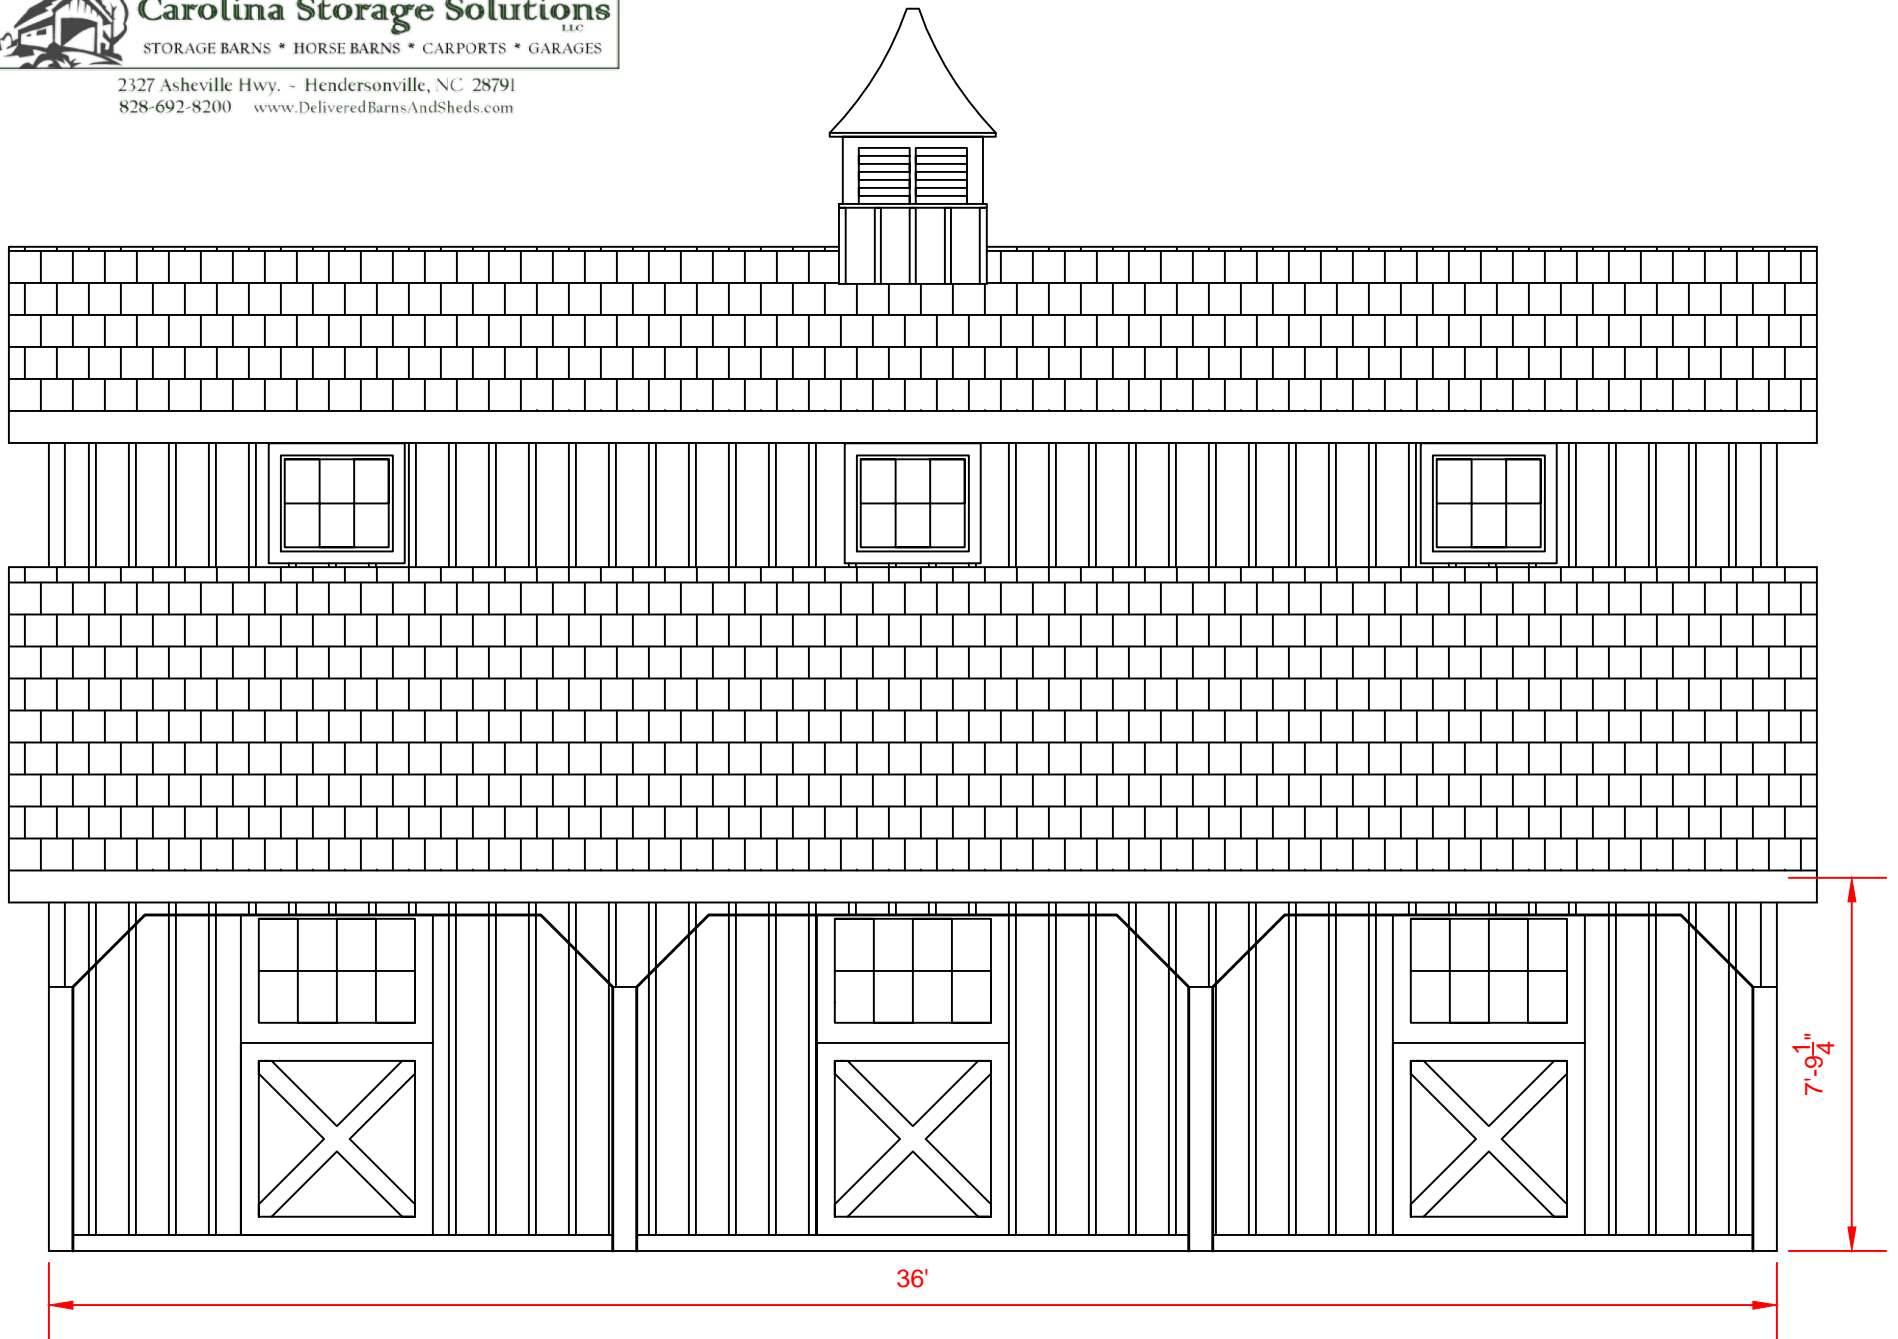 Carolina Storage Solutions
LLC
STORAGE BARNS * HORSE BARNS * CARPORTS * GARAGES
2327 Asheville Hwy. ~ Hendersonville, NC 28791
828-692-8200 www.DeliveredBarnsAndSheds.com
7'-9 1/4"
36'